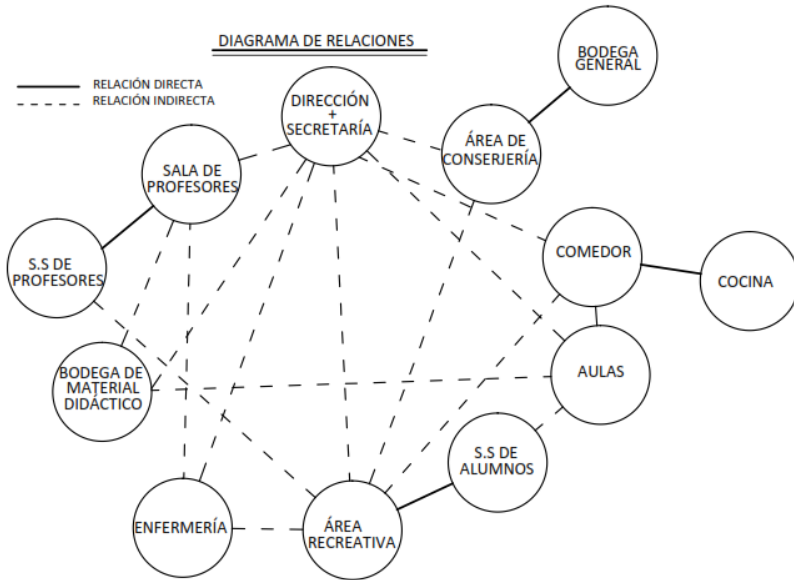 DIAGRAMA DE RELACIONES
RELACIÓN DIRECTA
RELACIÓN INDIRECTA
BODEGA
GENERAL
DIRECCIÓN
+
SECRETARÍA
ÁREA DE
CONSERJERÍA
SALA DE
PROFESORES
S.S DE
PROFESORES
COMEDOR
COCINA
BODEGA DE
MATERIAL
DIDÁCTICO
AULAS
S.S DE
ALUMNOS
ENFERMERÍA
ÁREA
RECREATIVA